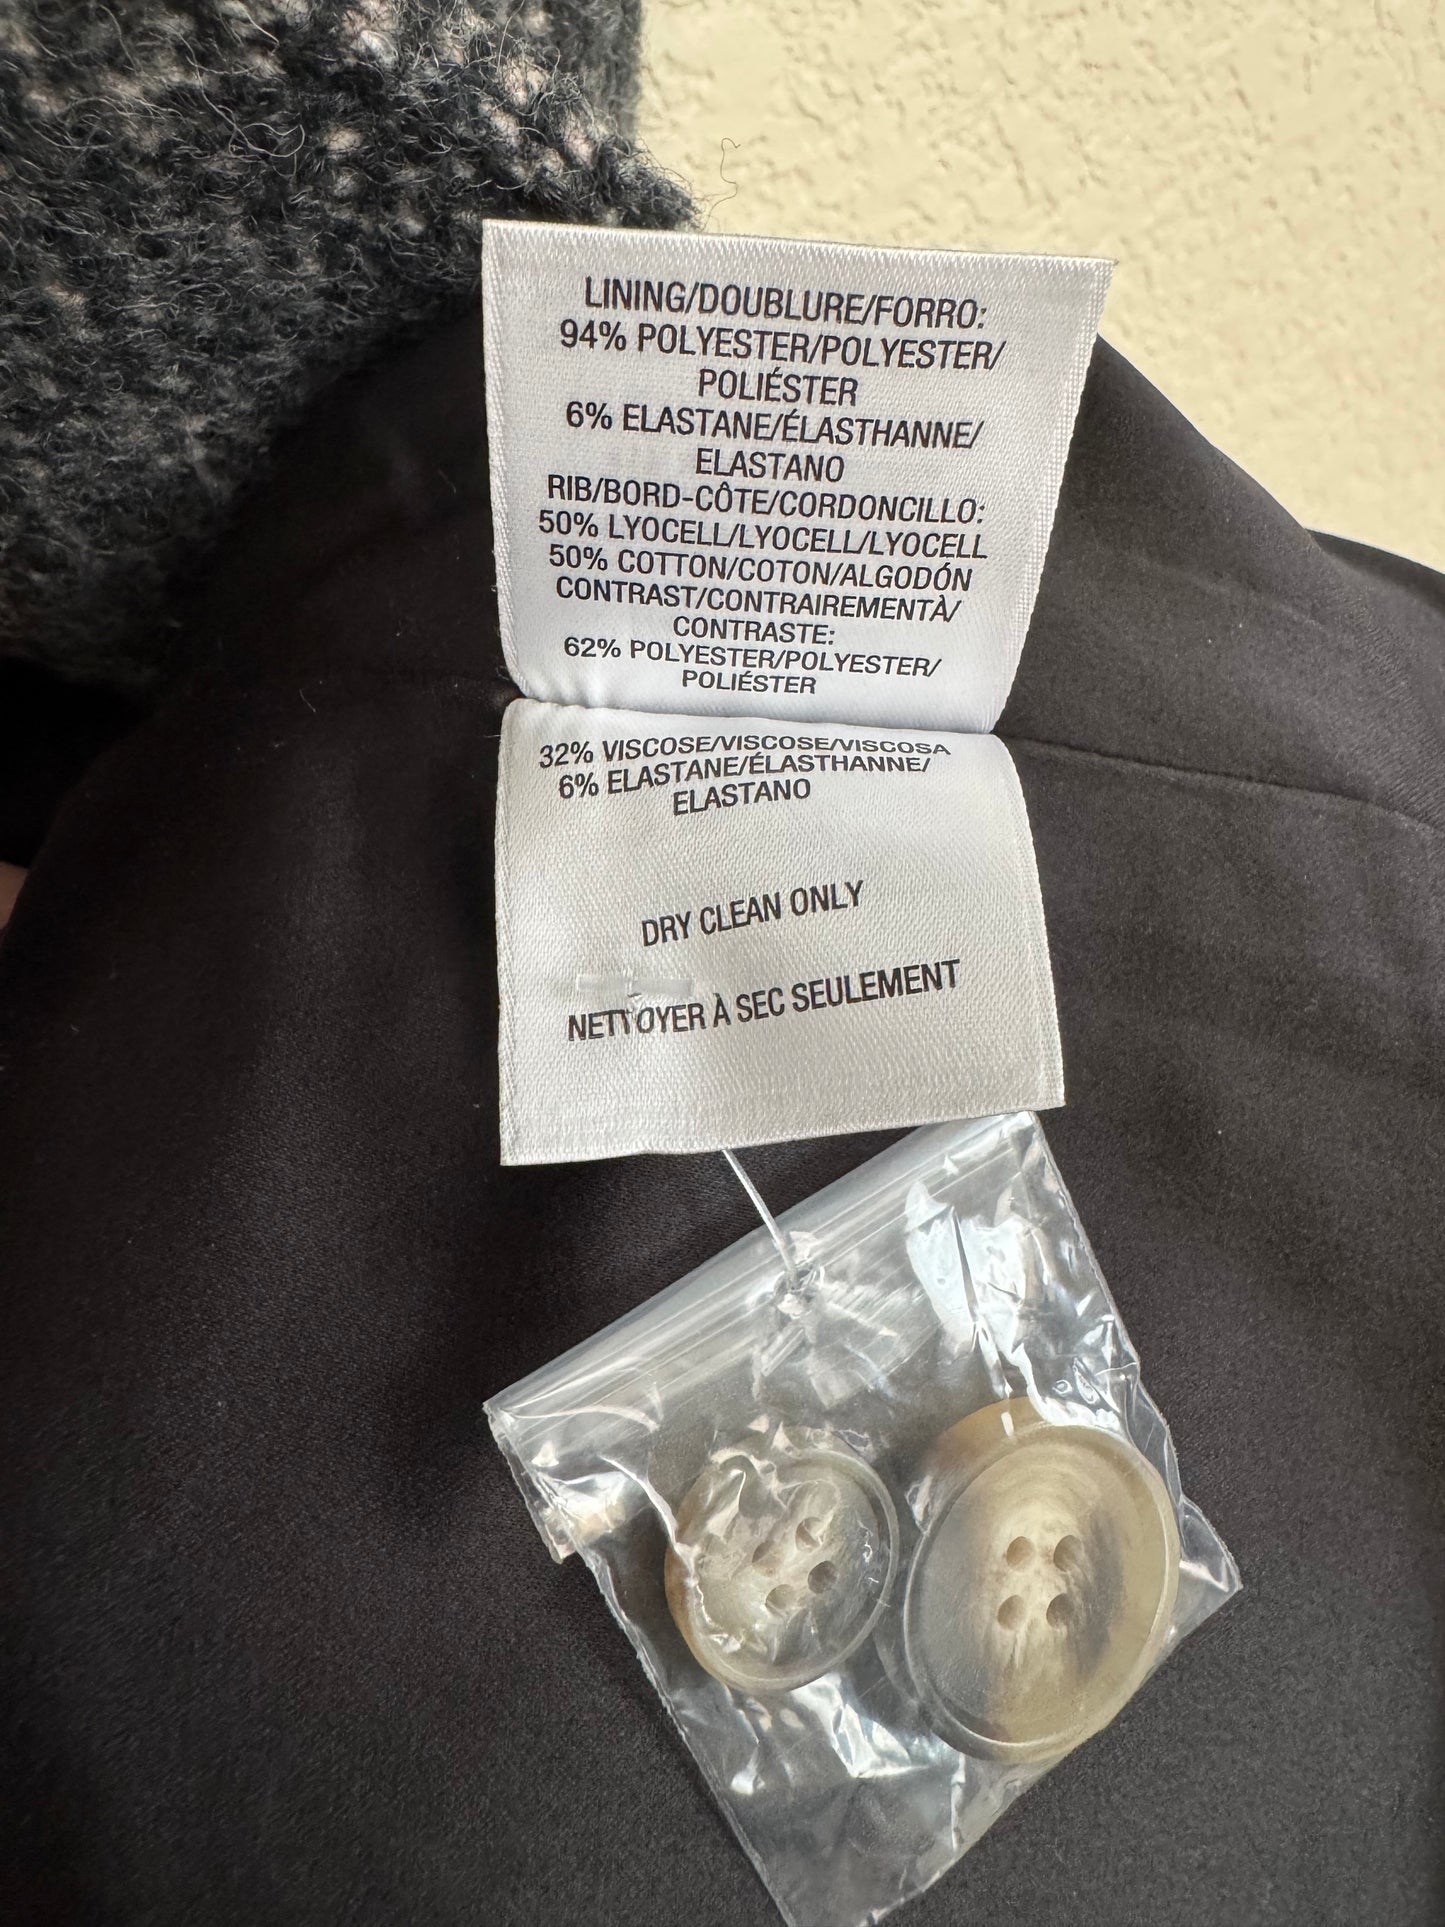 LINING/DOUBLURE/FORRO:
94% POLYESTER/POLYESTER/
POLIÉSTER
6% ELASTANE/ÉLASTHANNE/
ELASTANO
RIB/BORD-CÔTE/CORDONCILLO:
50% LYOCELL/LYOCELL/LYOCELL
50% COTTON/COTON/ALGODÓN
CONTRAST/CONTRAIREMENTÀ/
CONTRASTE:
62% POLYESTER/POLYESTER/
POLIÉSTER
32% VISCOSE/VISCOSE/VISCOSA
6% ELASTANE/ÉLASTHANNE/
ELASTANO
DRY CLEAN ONLY
NETTOYER À SEC SEULEMENT